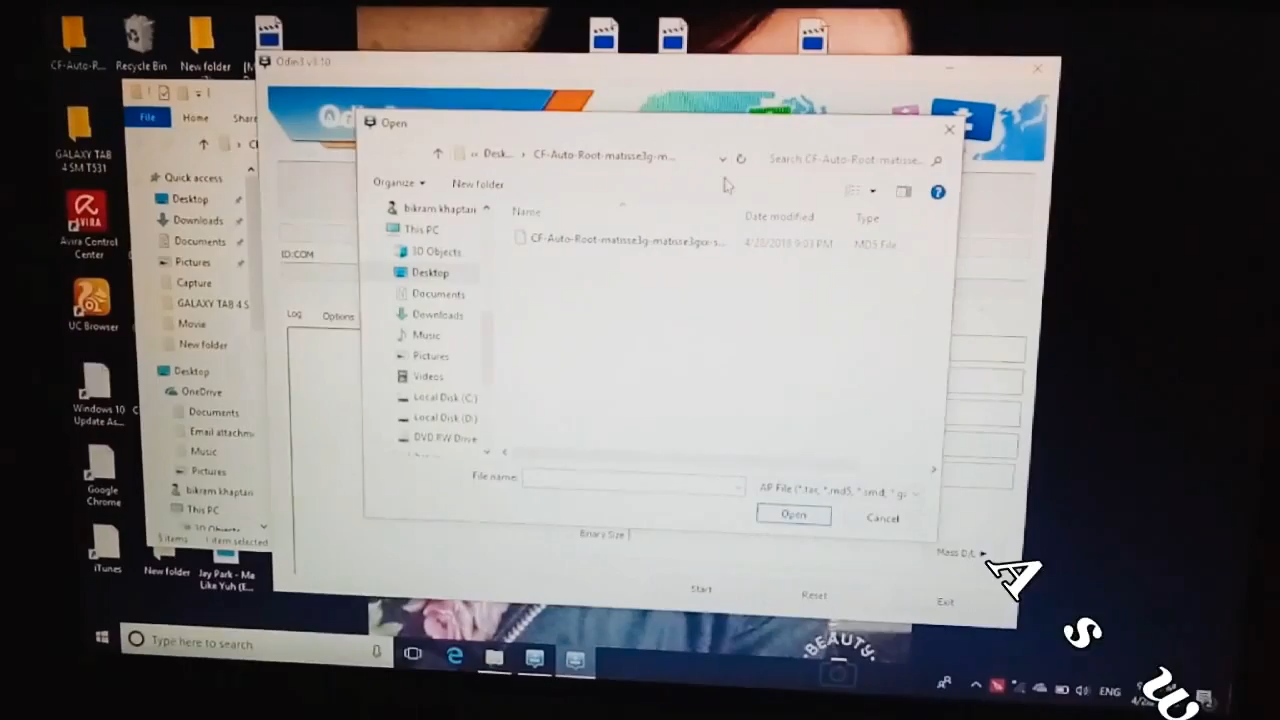 CF-Auto-R...
Recycle Bin
New folder
GALAXY TAB 4 SM T531
Avira Control Center
UC Browser
Windows 10 Update As...
Google Chrome
iTunes
New folder
Jay Park - Me Like Yuh (
File
Home
Share
Quick access
Desktop
Downloads
Documents
Pictures
Capture
GALAXY TAB 4 S
Movie
New folder
Desktop
OneDrive
Documents
Email attachm
Music
Pictures
bikram khaptan
This PC
3D Objects
1 item selected
Odin3 v3.10
ID:COM
Log
Options
Binary Size
Start
Reset
Exit
Mass D/L
Open
« Desk... › CF-Auto-Root-matisse3g-m...
Search CF-Auto-Root-matisse...
Organize
New folder
bikram khaptan
This PC
3D Objects
Desktop
Documents
Downloads
Music
Pictures
Videos
Local Disk (C:)
Local Disk (D:)
DVD RW Drive
Name
Date modified
Type
CF-Auto-Root-matisse3g-matisse3gxx-s...
4/20/2018 9:03 PM
MD5 File
File name:
AP File (*.tar, *.md5, *.smd, *.gz
Open
Cancel
BEAUTY
Type here to search
ENG
A s w